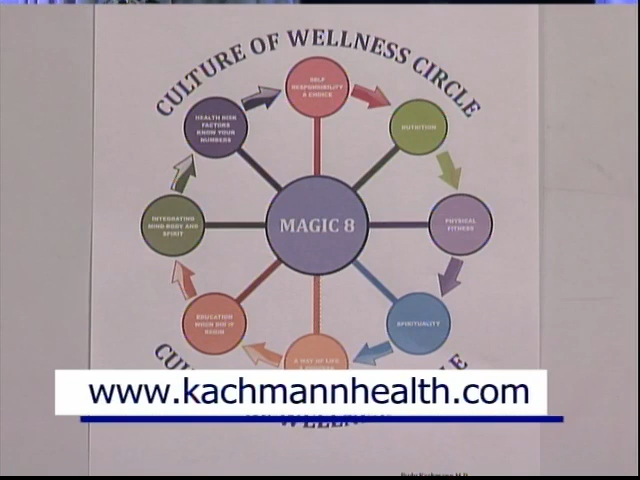 CULTURE OF WELLNESS CIRCLE
SELF
RESPONSIBILITY
& CHOICE
NUTRITION
PHYSICAL
FITNESS
SPIRITUALITY
A WAY OF LIFE
EDUCATION
WHEN DID IT
BEGIN
INTEGRATING
MIND BODY AND
SPIRIT
HEALTH RISK
FACTORS
KNOW YOUR
NUMBERS
MAGIC 8
www.kachmannhealth.com